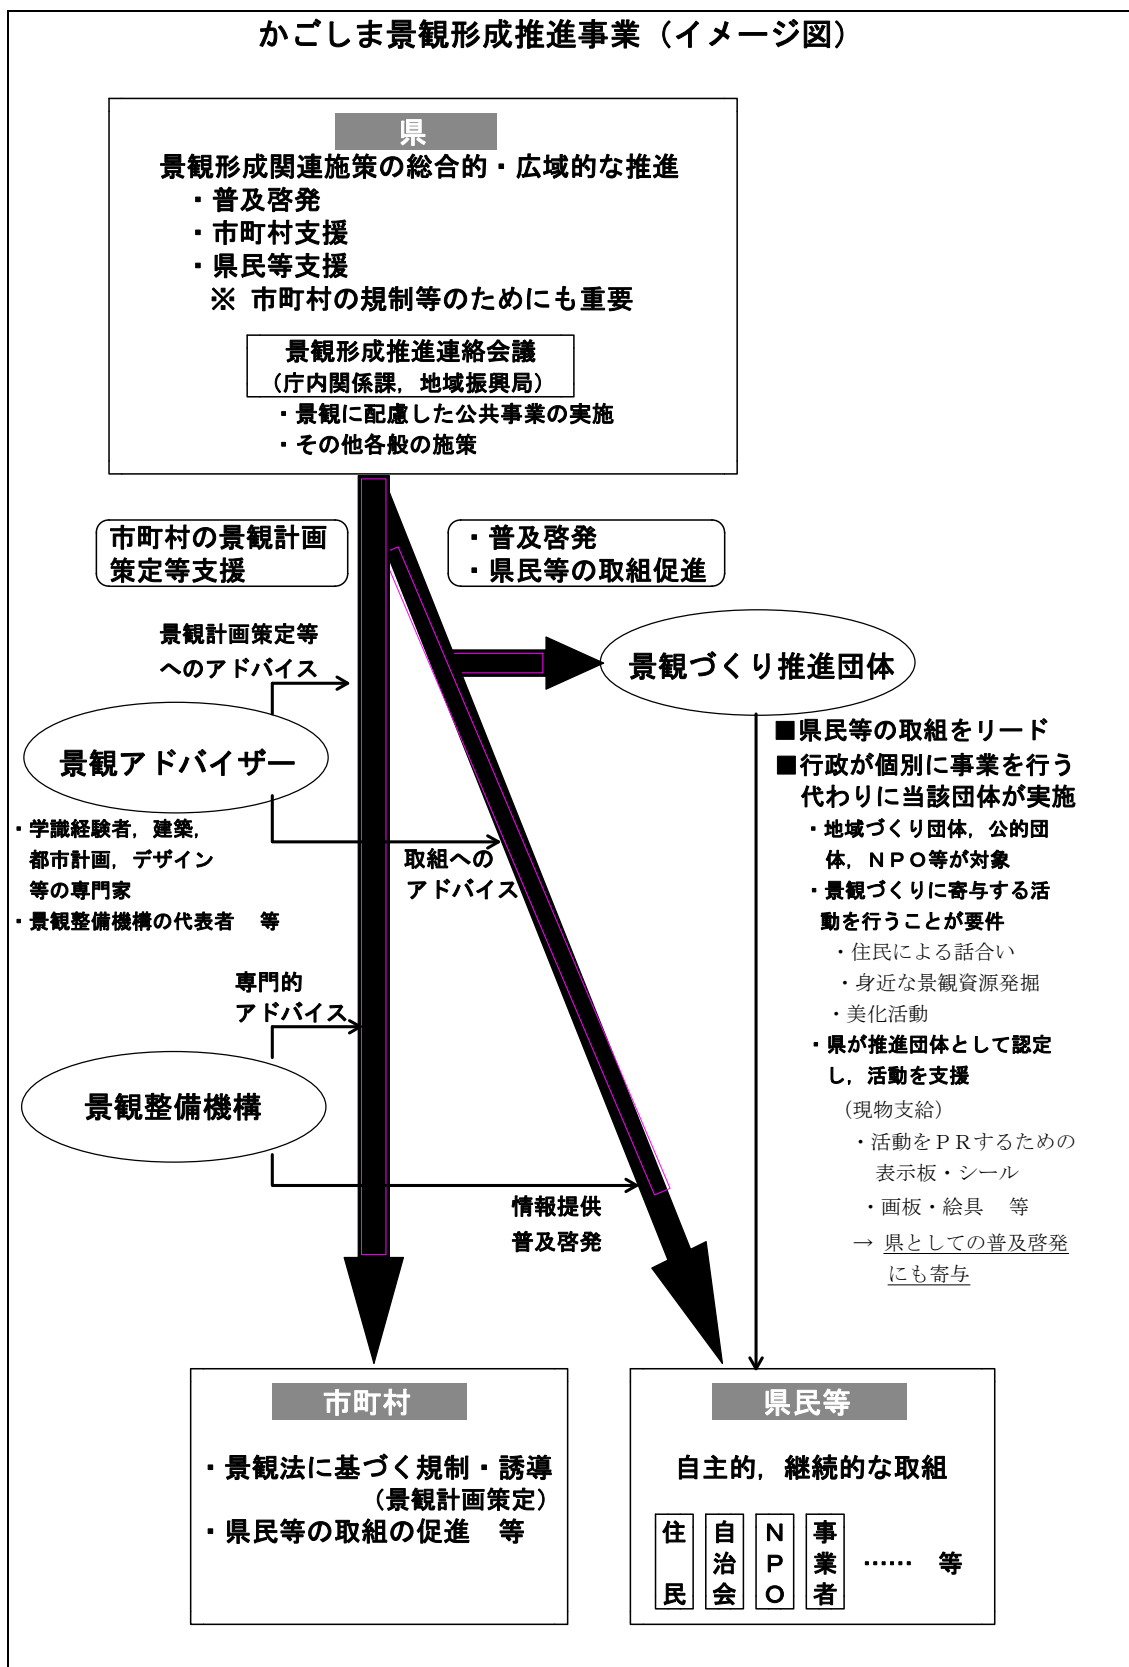 かごしま景観形成推進事業（イメージ図）
県
景観形成関連施策の総合的・広域的な推進
・普及啓発
・市町村支援
・県民等支援
※ 市町村の規制等のためにも重要
景観形成推進連絡会議
（庁内関係課，地域振興局）
・景観に配慮した公共事業の実施
・その他各般の施策
市町村の景観計画
策定等支援
・普及啓発
・県民等の取組促進
景観計画策定等
へのアドバイス
景観づくり推進団体
景観アドバイザー
・学識経験者，建築，
都市計画，デザイン
等の専門家
・景観整備機構の代表者　等
取組への
アドバイス
■県民等の取組をリード
■行政が個別に事業を行う
代わりに当該団体が実施
・地域づくり団体，公的団
体，ＮＰＯ等が対象
・景観づくりに寄与する活
動を行うことが要件
・住民による話合い
・身近な景観資源発掘
・美化活動
・県が推進団体として認定
し，活動を支援
（現物支給）
・活動をＰＲするための
表示板・シール
・画板・絵具　等
→ 県としての普及啓発
にも寄与
専門的
アドバイス
景観整備機構
情報提供
普及啓発
市町村
・景観法に基づく規制・誘導
（景観計画策定）
・県民等の取組の促進　等
県民等
自主的，継続的な取組
住民
自治会
ＮＰＯ
事業者
……　等